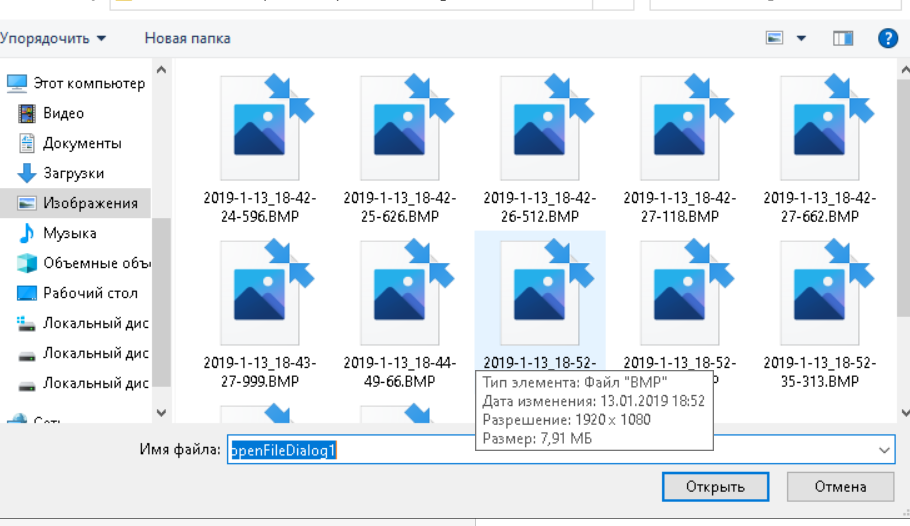 Упорядочить
Новая папка
Этот компьютер
Видео
Документы
Загрузки
Изображения
Музыка
Объемные объ
Рабочий стол
Локальный дис
Локальный дис
Локальный дис
Сеть
2019-1-13_18-42-
24-596.BMP
2019-1-13_18-42-
25-626.BMP
2019-1-13_18-42-
26-512.BMP
2019-1-13_18-42-
27-118.BMP
2019-1-13_18-42-
27-662.BMP
2019-1-13_18-43-
27-999.BMP
2019-1-13_18-44-
49-66.BMP
2019-1-13_18-52-
2019-1-13_18-52-
2019-1-13_18-52-
35-313.BMP
Тип элемента: Файл "BMP"
Дата изменения: 13.01.2019 18:52
Разрешение: 1920 x 1080
Размер: 7,91 МБ
Имя файла: openFileDialog1
Открыть
Отмена